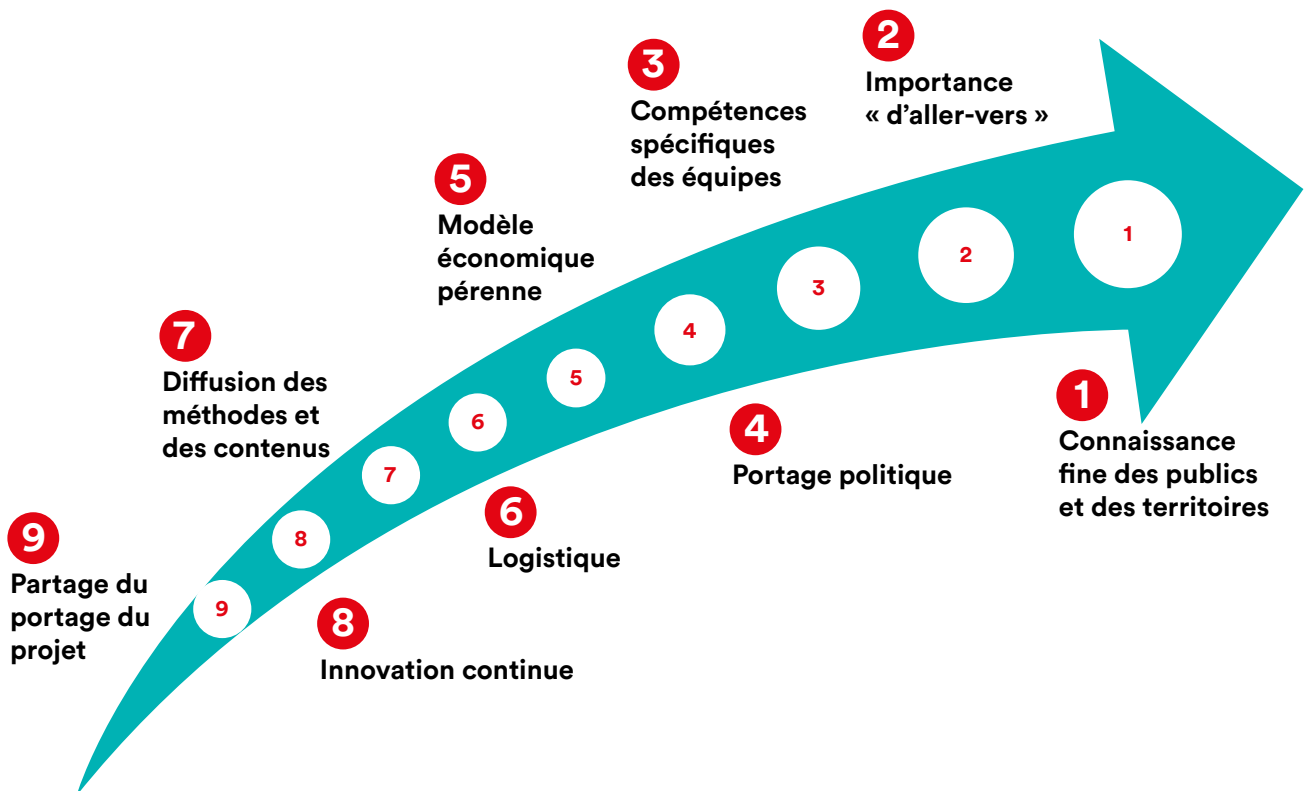 2
Importance
« d'aller-vers »
3
Compétences
spécifiques
des équipes
5
Modèle
économique
pérenne
7
Diffusion des
méthodes et
des contenus
9
Partage du
portage du
projet
1
2
3
4
5
6
7
8
9
1
Connaissance
fine des publics
et des territoires
4
Portage politique
6
Logistique
8
Innovation continue